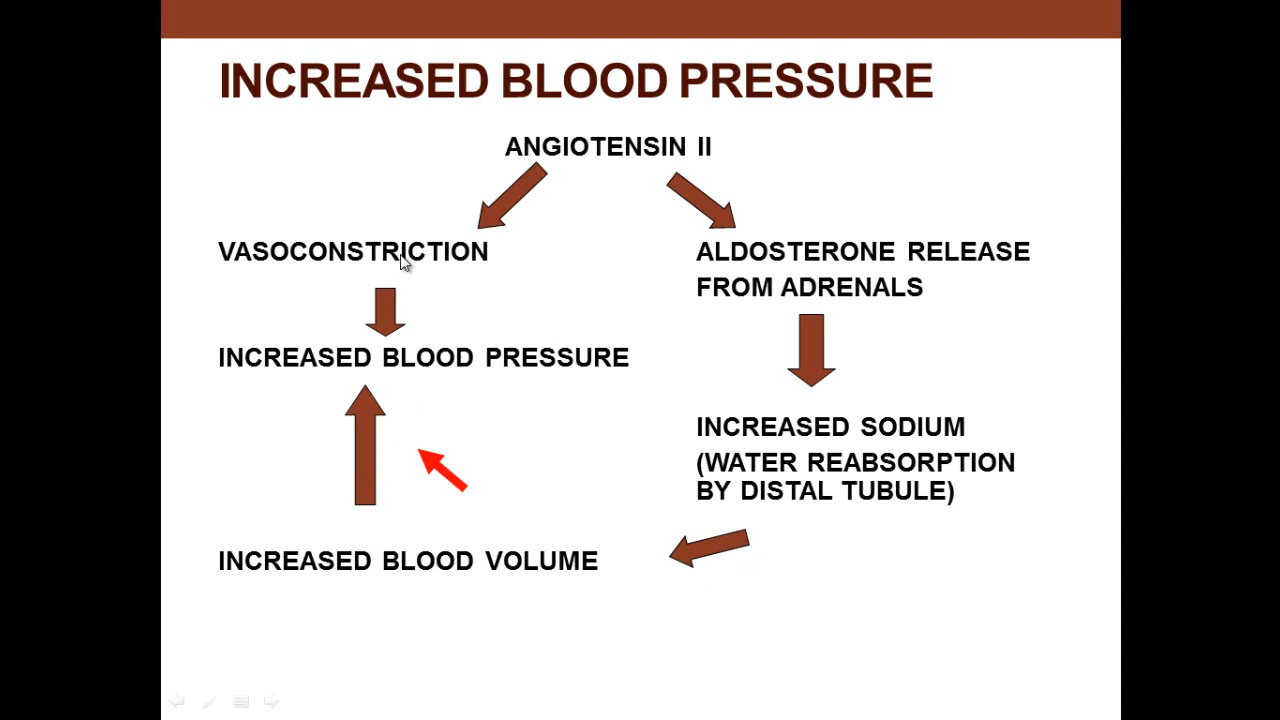 INCREASED BLOOD PRESSURE
ANGIOTENSIN II
VASOCONSTRICTION
ALDOSTERONE RELEASE
FROM ADRENALS
INCREASED BLOOD PRESSURE
INCREASED SODIUM
(WATER REABSORPTION
BY DISTAL TUBULE)
INCREASED BLOOD VOLUME